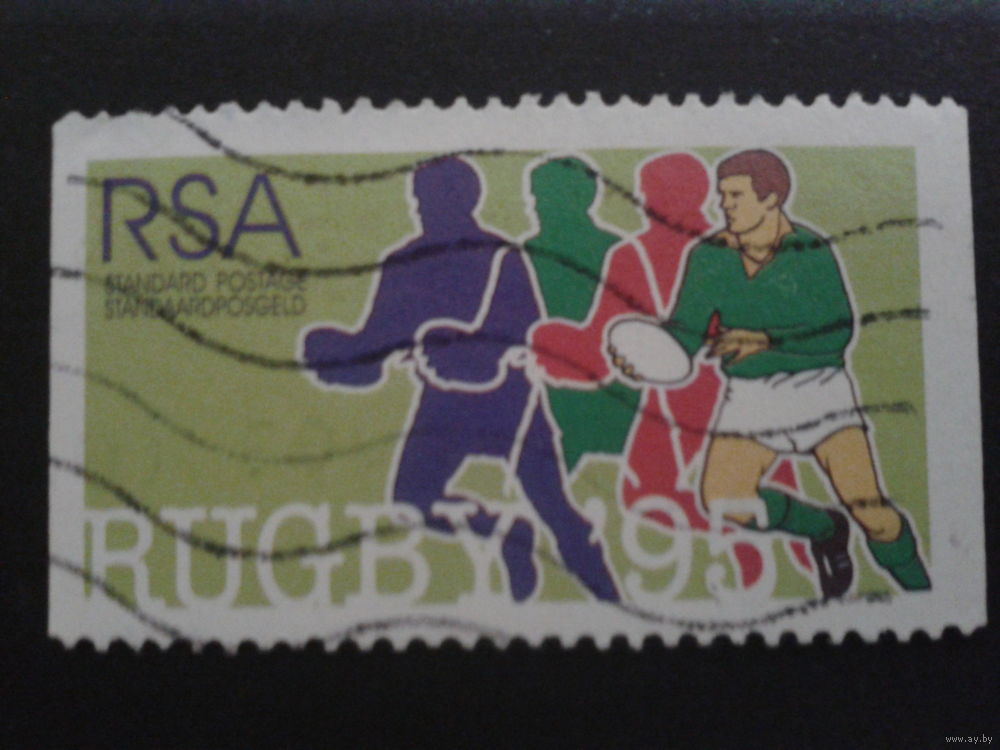 RSA
STANDARD POSTAGE
STANDAARDPOSGELD
RUGBY '95
www.ay.by